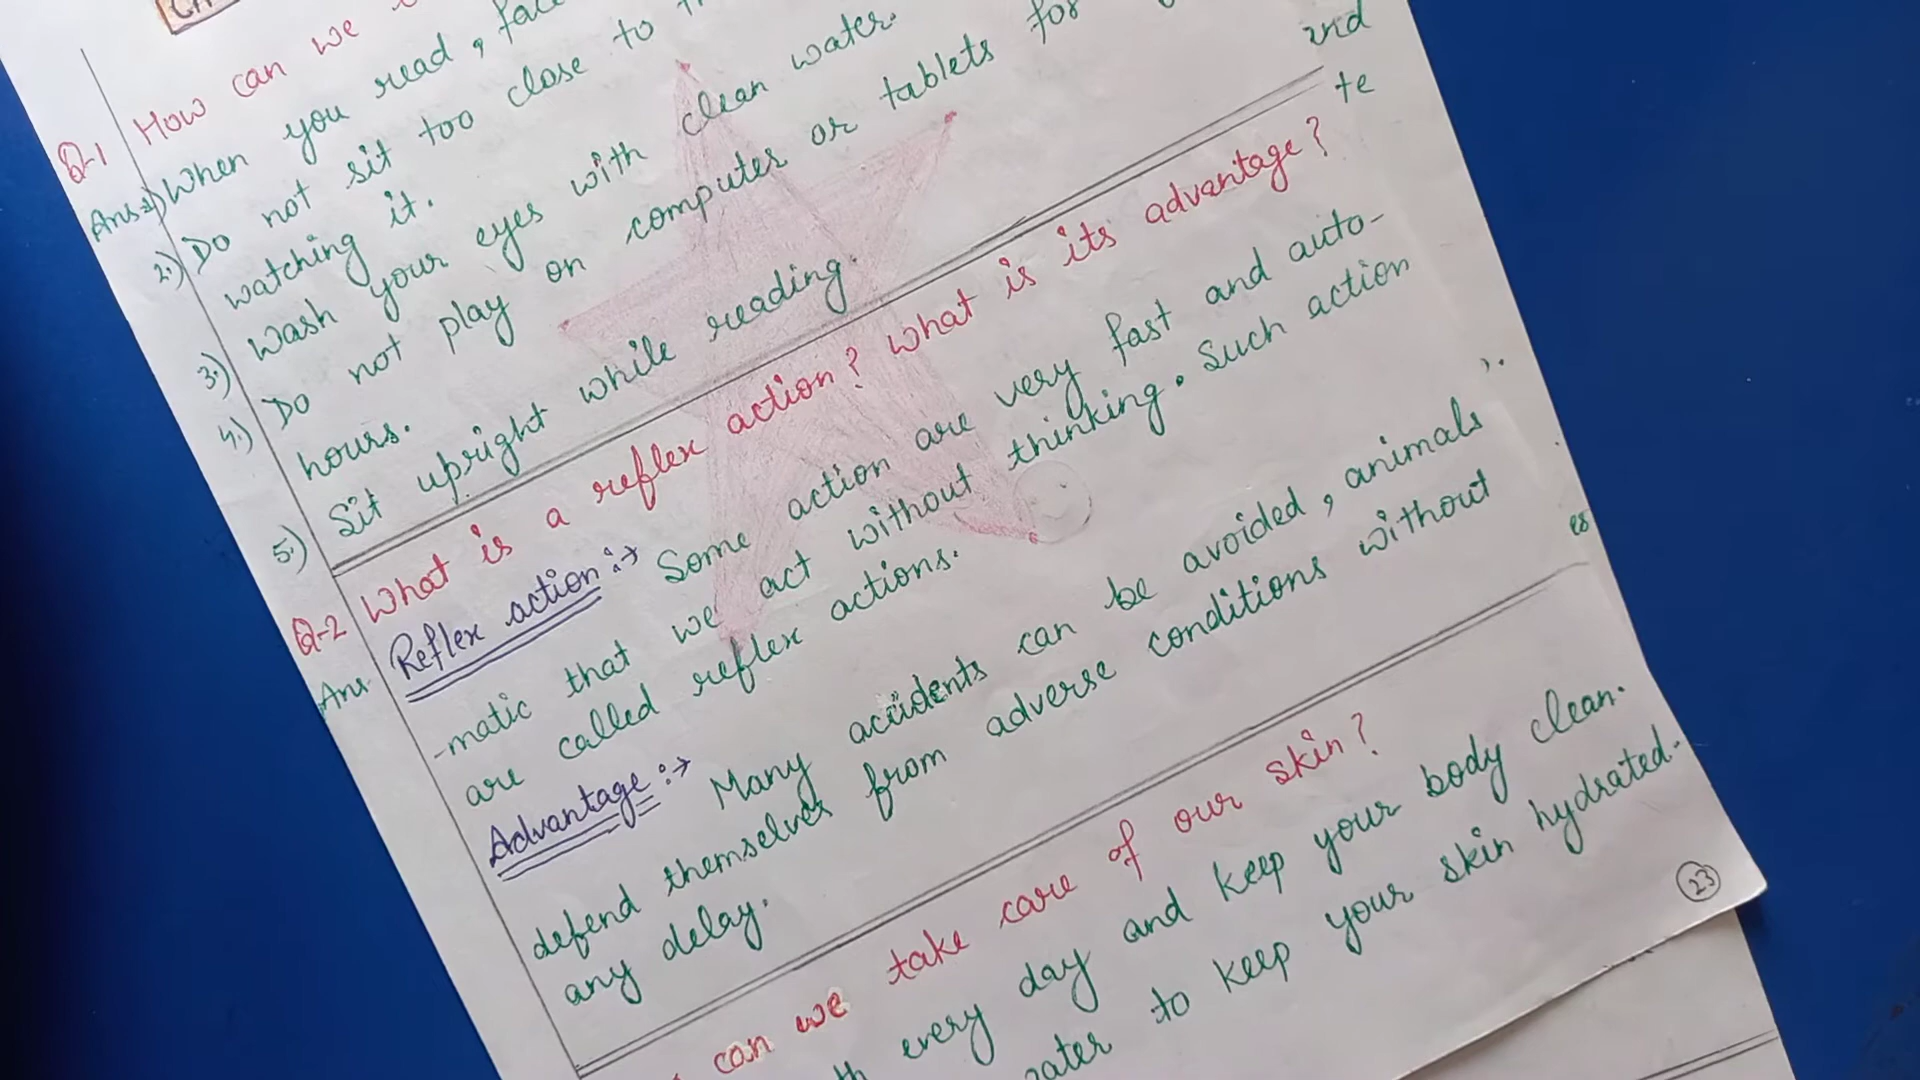 CH
Q-1 How can we
Ans:1) When you read, face
2.) Do not sit too close to
watching it.
3.) Wash your eyes with clean water.
4.) Do not play on computer or tablets for
hours.
5.) Sit upright while reading.
Q-2 What is a reflex action? What is its advantage?
Ans Reflex action :→ Some action are very fast and auto-
-matic that we act without thinking. Such action
are called reflex actions.
Advantage :→ Many accidents can be avoided, animals
defend themselves from adverse conditions without
any delay.
can we take care of our skin?
every day and keep your body clean.
to keep your skin hydrated.
23